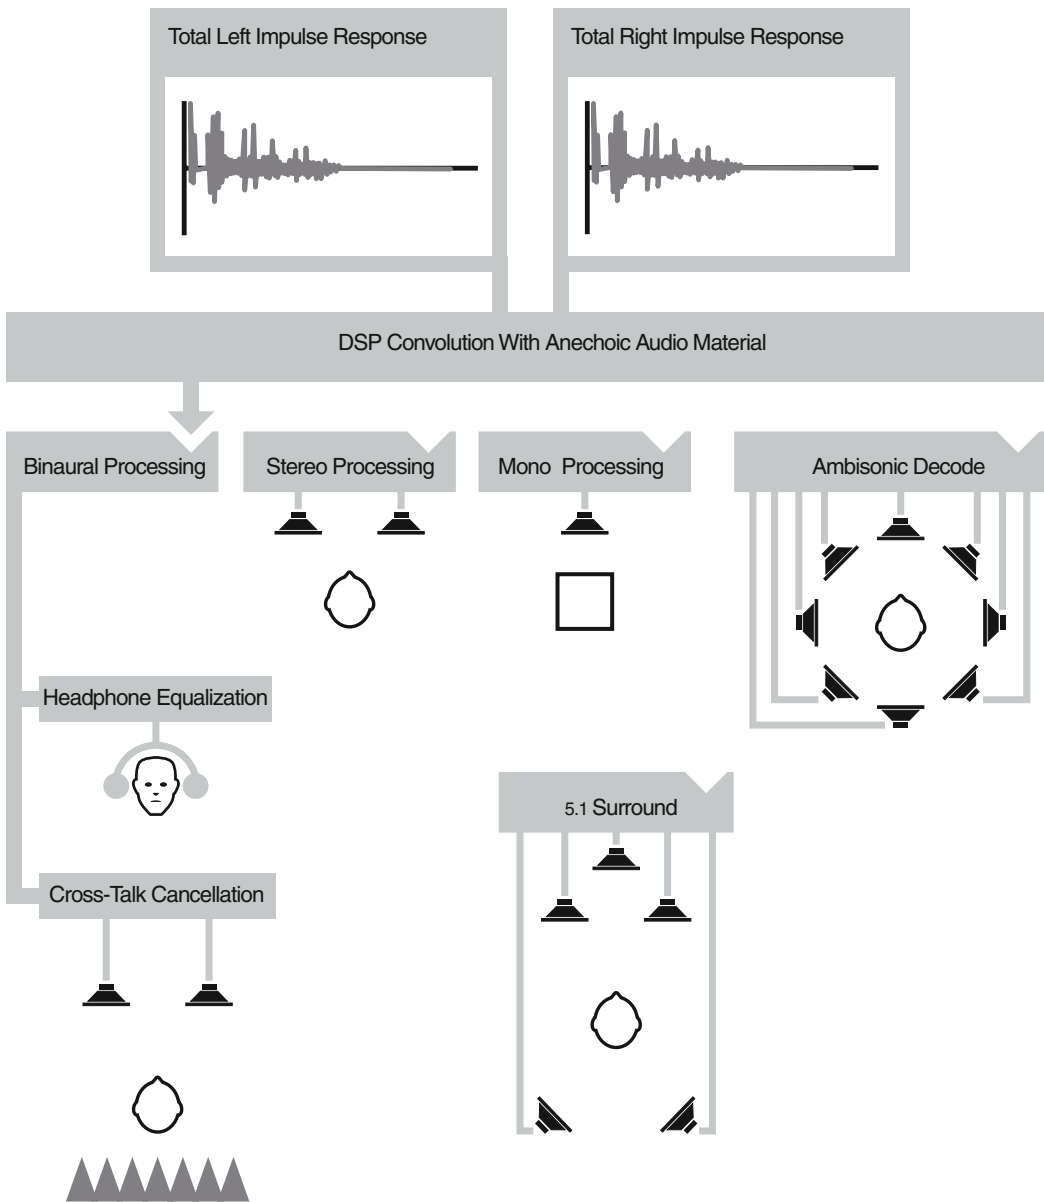 Total Left Impulse Response
Total Right Impulse Response
DSP Convolution With Anechoic Audio Material
Binaural Processing
Stereo Processing
Mono Processing
Ambisonic Decode
Headphone Equalization
5.1 Surround
Cross-Talk Cancellation